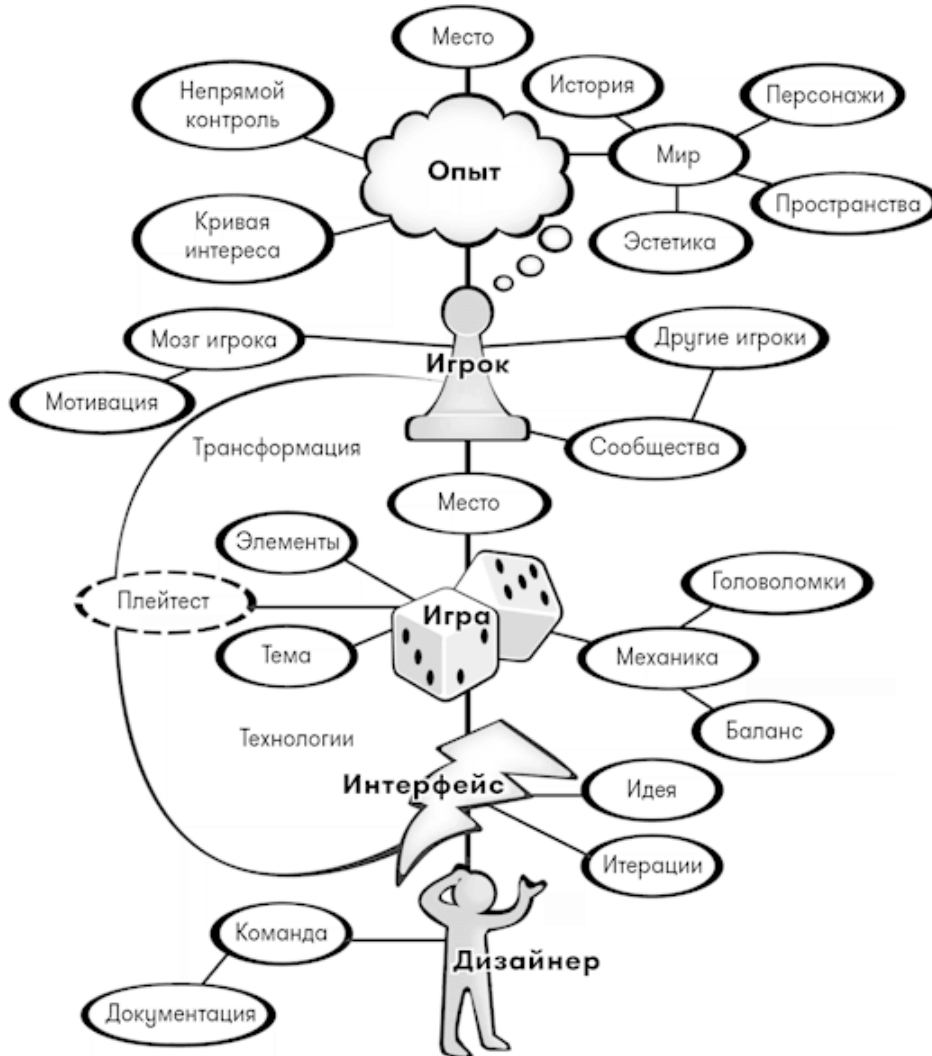 Место
История
Персонажи
Непрямой
контроль
Мир
Опыт
Пространства
Кривая
интереса
Эстетика
Мозг игрока
Другие игроки
Игрок
Мотивация
Трансформация
Сообщества
Место
Элементы
Головоломки
Плейтест
Игра
Тема
Механика
Баланс
Технологии
Интерфейс
Идея
Итерации
Команда
Дизайнер
Документация